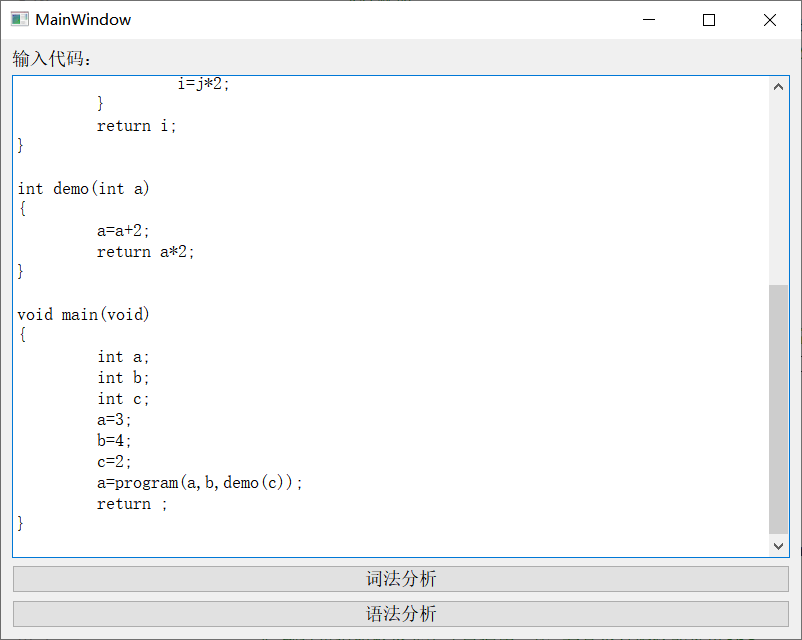 MainWindow
输入代码:
i=j*2;
}
return i;
}
int demo(int a)
{
a=a+2;
return a*2;
}
void main(void)
{
int a;
int b;
int c;
a=3;
b=4;
c=2;
a=program(a,b,demo(c));
return ;
}
词法分析
语法分析